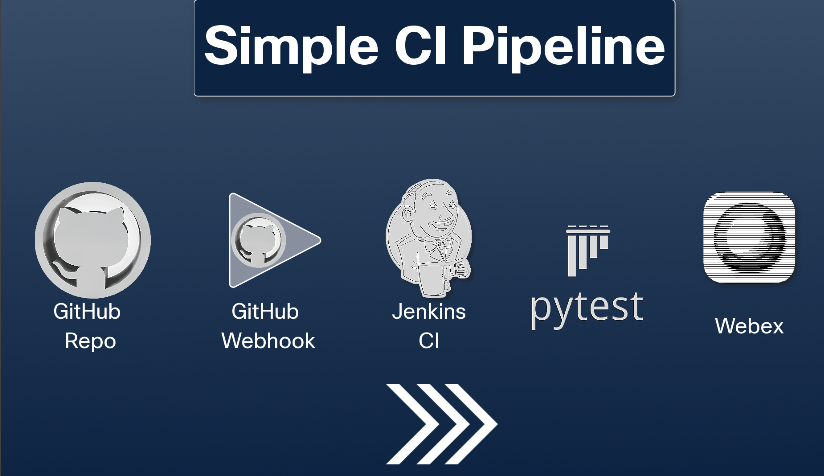 Simple CI Pipeline
GitHub
Repo
GitHub
Webhook
Jenkins
CI
pytest
Webex